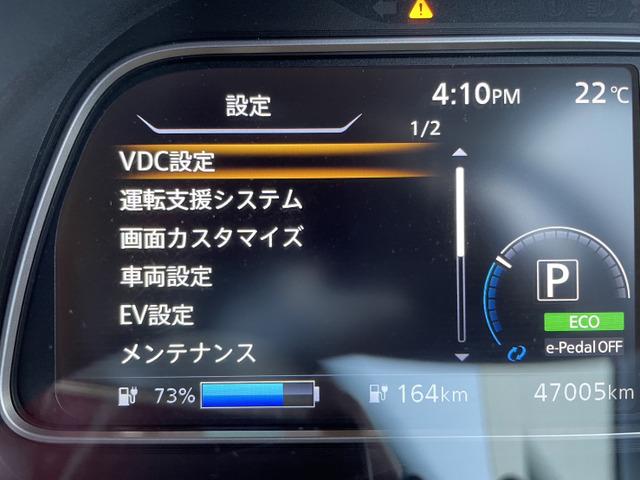 設定
4:10PM
22℃
1/2
VDC設定
運転支援システム
画面カスタマイズ
車両設定
EV設定
メンテナンス
P
ECO
e-Pedal OFF
73%
164km
47005km